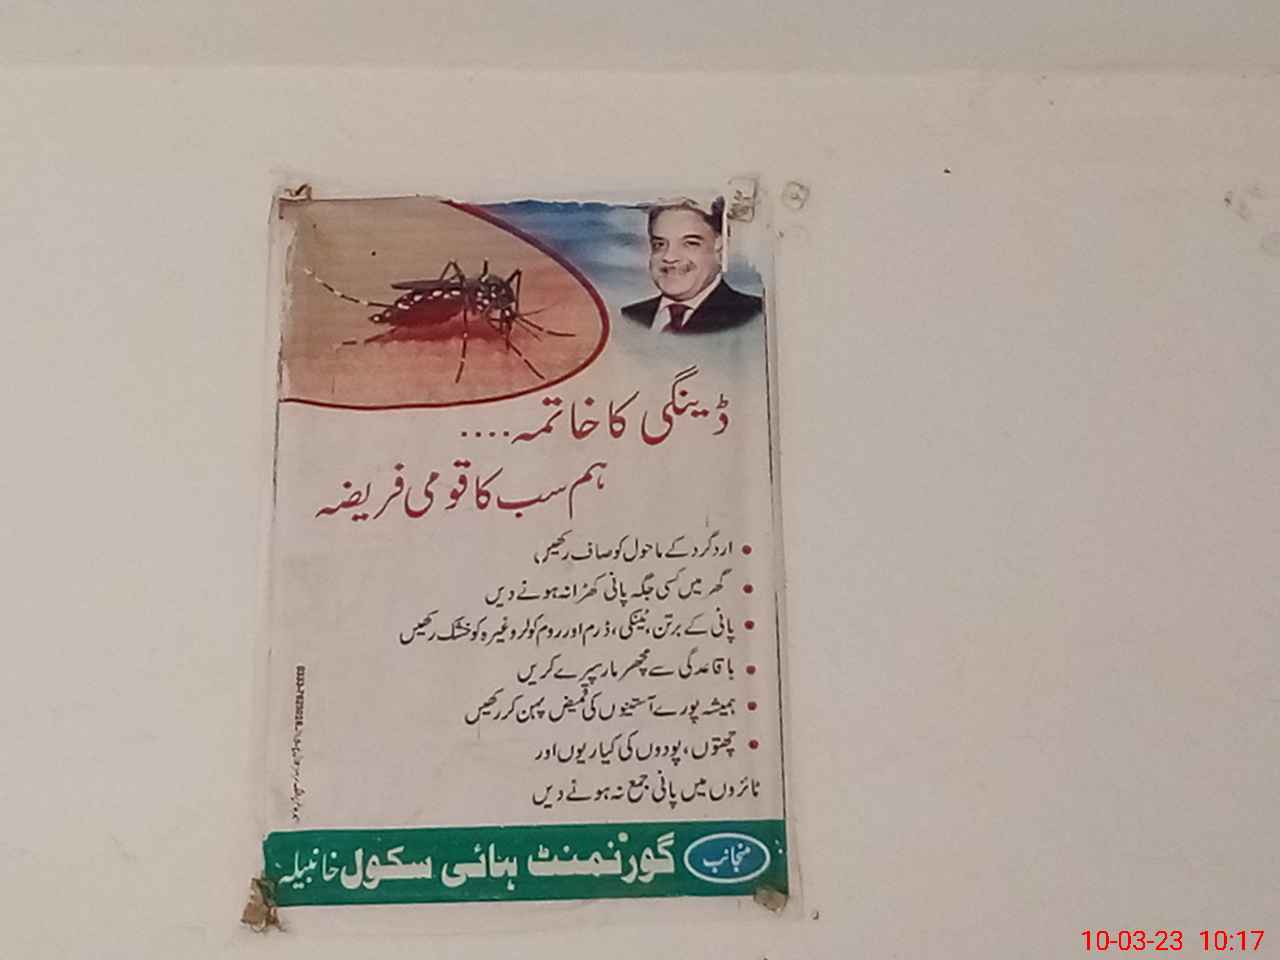 ڈینگی کا خاتمہ....
ہم سب کا قومی فریضہ
• اردگرد کے ماحول کو صاف رکھیں
• گھر میں کسی جگہ پانی کھڑا نہ ہونے دیں
• پانی کے برتن، ٹینکی، ڈرم اور روم کولر وغیرہ کو خشک رکھیں
• باقاعدگی سے مچھر مار سپرے کریں
• ہمیشہ پورے آستینوں کی قمیض پہن کر رکھیں
• چھتوں، پودوں کی کیاریوں اور
ٹائروں میں پانی جمع نہ ہونے دیں
منجانب گورنمنٹ ہائی سکول خانبیلہ
10-03-23 10:17